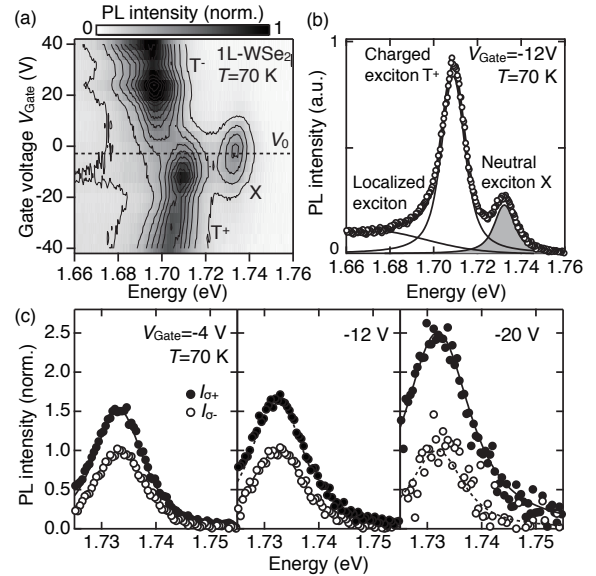 (a)
PL intensity (norm.)
0
1
40
20
0
-20
-40
Gate voltage V_Gate (V)
1L-WSe2
T=70 K
T-
V0
X
T+
1.66 1.68 1.70 1.72 1.74 1.76
Energy (eV)
(b)
1
0
PL intensity (a.u.)
Charged
exciton T+
V_Gate=-12V
T=70 K
Localized
exciton
Neutral
exciton X
1.66 1.68 1.70 1.72 1.74 1.76
Energy (eV)
(c)
2.5
2.0
1.5
1.0
0.5
0.0
PL intensity (norm.)
V_Gate=-4 V
T=70 K
Iσ+
Iσ-
-12 V
-20 V
1.73 1.74 1.75
1.73 1.74 1.75
1.73 1.74 1.75
Energy (eV)